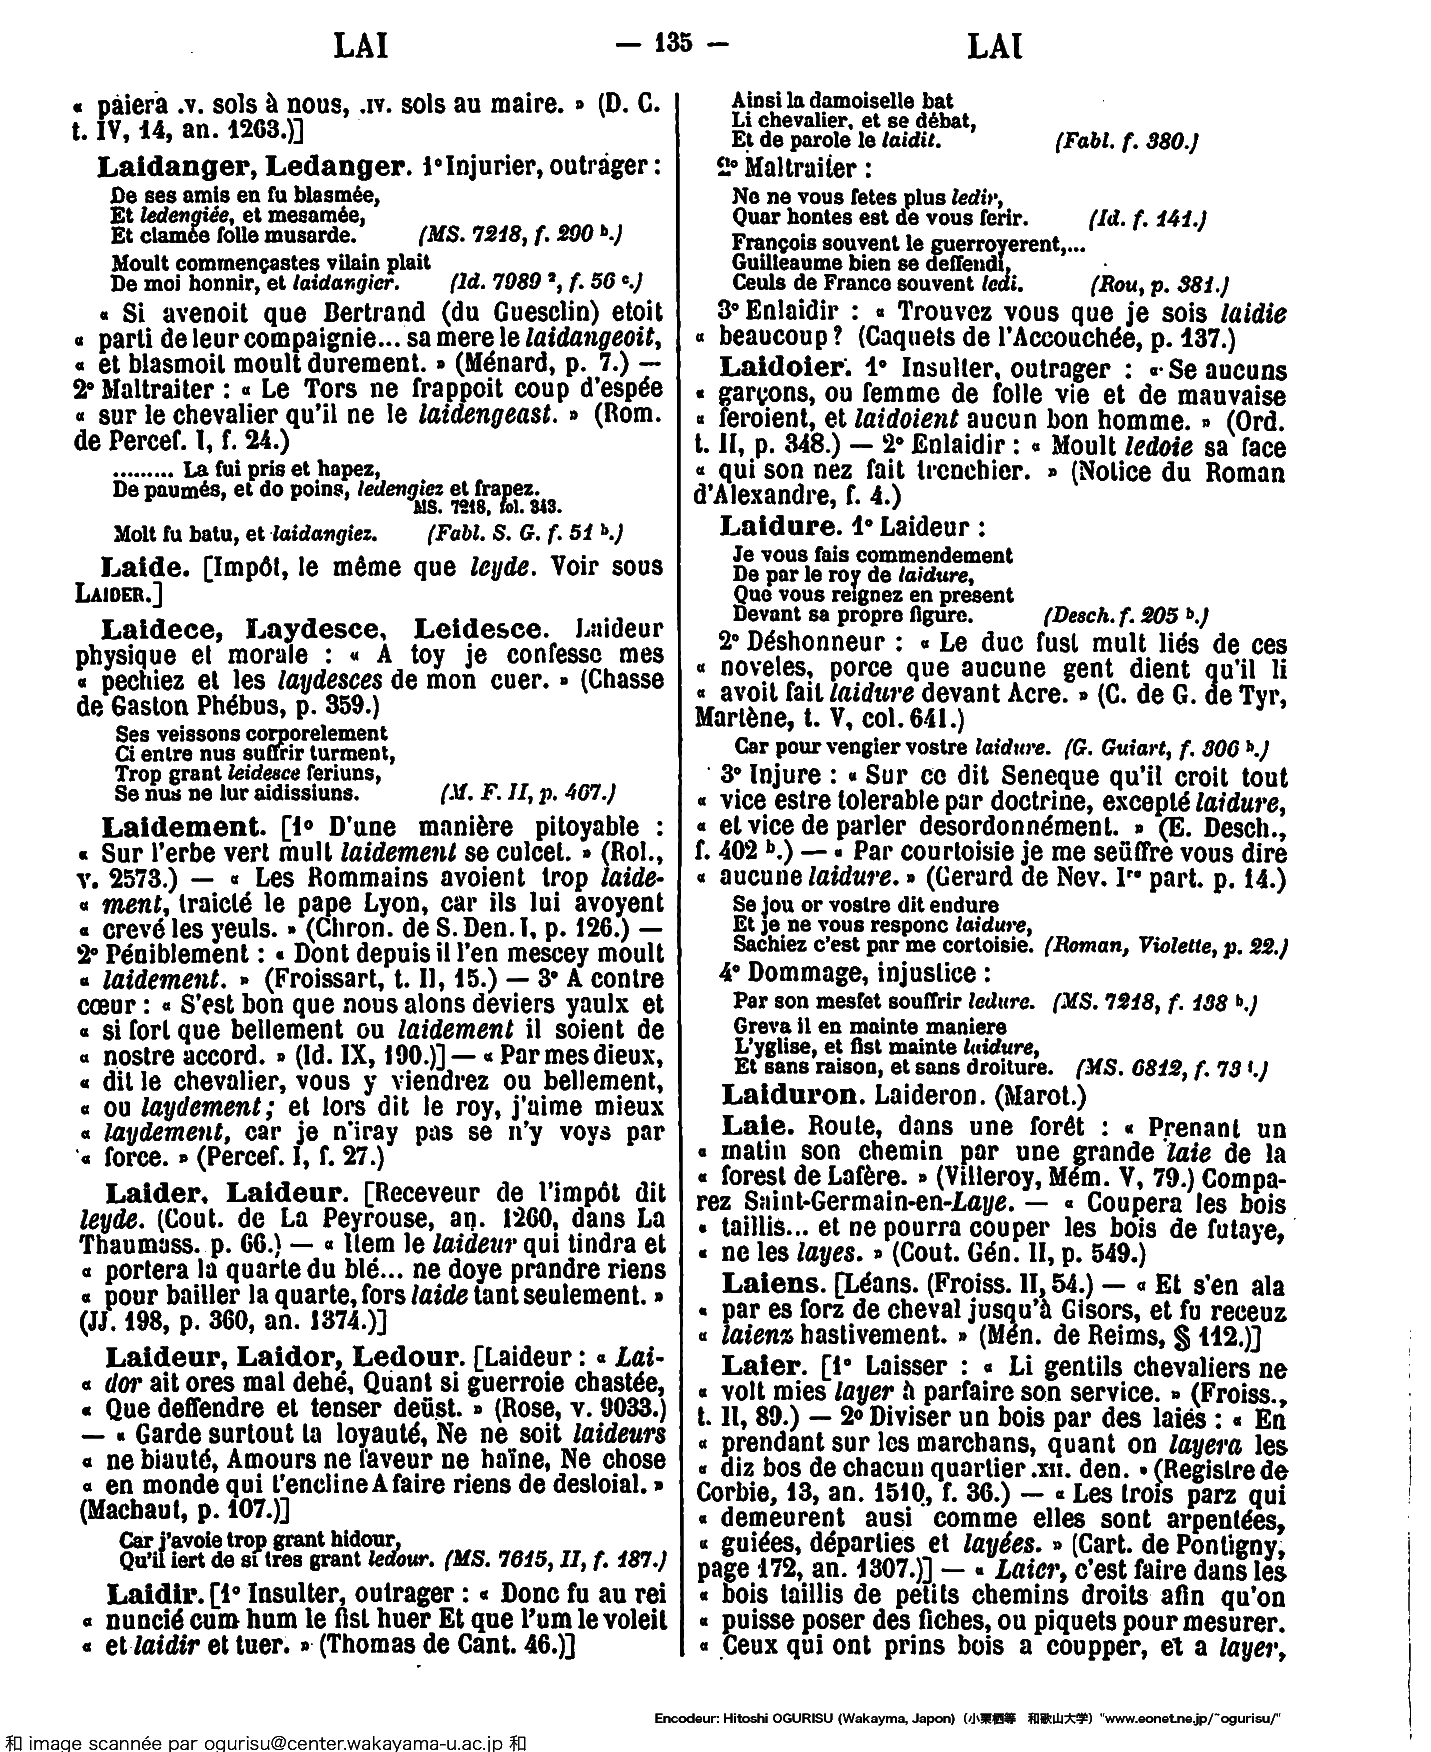 LAI — 135 — LAI
« paiera .v. sols à nous, .iv. sols au maire. » (D. C.
t. IV, 14, an. 1263.)]
Laidanger, Ledanger. 1° Injurier, outrager :
De ses amis en fu blasmée,
Et ledengiée, et mesamée,
Et clamée folle musarde. (MS. 7218, f. 290 b.)
Moult commençastes vilain plait
De moi honnir, et laidangier. (Id. 7989 ², f. 56 c.)
« Si avenoit que Bertrand (du Guesclin) etoit
« parti de leur compaignie... sa mere le laidangeoit,
« et blasmoit moult durement. » (Ménard, p. 7.) —
2° Maltraiter : « Le Tors ne frappoit coup d'espée
« sur le chevalier qu'il ne le laidengeast. » (Rom.
de Percef. I, f. 24.)
......... La fui pris et hapez,
De paumés, et do poins, ledengiez et frapez.
MS. 7218, fol. 343.
Molt fu batu, et laidangiez. (Fabl. S. G. f. 51 b.)
Laide. [Impôt, le même que leyde. Voir sous
LAIDER.]
Laidece, Laydesce, Leidesce. Laideur
physique et morale : « A toy je confesse mes
« pechiez et les laydesces de mon cuer. » (Chasse
de Gaston Phébus, p. 359.)
Ses veissons corporelement
Ci entre nus suffrir turment,
Trop grant leidesce feriuns,
Se nus ne lur aidissiuns. (M. F. II, p. 467.)
Laidement. [1° D'une manière pitoyable :
« Sur l'erbe vert mult laidement se culcet. » (Rol.,
v. 2573.) — « Les Rommains avoient trop laide-
« ment, traicté le pape Lyon, car ils lui avoyent
« crevé les yeuls. » (Chron. de S. Den. I, p. 126.) —
2° Péniblement : « Dont depuis il l'en mescey moult
« laidement. » (Froissart, t. II, 15.) — 3° A contre
cœur : « S'est bon que nous alons deviers yaulx et
« si fort que bellement ou laidement il soient de
« nostre accord. » (Id. IX, 190.)] — « Par mes dieux,
« dit le chevalier, vous y viendrez ou bellement,
« ou laydement ; et lors dit le roy, j'aime mieux
« laydement, car je n'iray pas se n'y voys par
« force. » (Percef. I, f. 27.)
Laider, Laideur. [Receveur de l'impôt dit
leyde. (Cout. de La Peyrouse, an. 1260, dans La
Thaumass. p. 66.) — « Item le laideur qui tindra et
« portera la quarte du blé... ne doye prandre riens
« pour bailler la quarte, fors laide tant seulement. »
(JJ. 198, p. 360, an. 1374.)]
Laideur, Laidor, Ledour. [Laideur : « Lai-
« dor ait ores mal dehé, Quant si guerroie chastée,
« Que deffendre et tenser deüst. » (Rose, v. 9033.)
— « Garde surtout ta loyauté, Ne ne soit laideurs
« ne biauté, Amours ne faveur ne haïne, Ne chose
« en monde qui t'encline A faire riens de desloial. »
(Machaut, p. 107.)]
Car j'avoie trop grant hidour,
Qu'il iert de si tres grant ledour. (MS. 7615, II, f. 187.)
Laidir. [1° Insulter, outrager : « Donc fu au rei
« nuncié cum hum le fist huer Et que l'um le voleit
« et laidir et tuer. » (Thomas de Cant. 46.)]
Ainsi la damoiselle bat
Li chevalier, et se débat,
Et de parole le laidit. (Fabl. f. 380.)
2° Maltraiter :
No ne vous fetes plus ledir,
Quar hontes est de vous ferir. (Id. f. 141.)
François souvent le guerroyerent,...
Guilleaume bien se deffendi,
Ceuls de France souvent ledi. (Rou, p. 381.)
3° Enlaidir : « Trouvez vous que je sois laidie
« beaucoup ? (Caquets de l'Accouchée, p. 137.)
Laidoier. 1° Insulter, outrager : « Se aucuns
« garçons, ou femme de folle vie et de mauvaise
« feroient, et laidoient aucun bon homme. » (Ord.
t. II, p. 348.) — 2° Enlaidir : « Moult ledoie sa face
« qui son nez fait trenchier. » (Notice du Roman
d'Alexandre, f. 4.)
Laidure. 1° Laideur :
Je vous fais commendement
De par le roy de laidure,
Que vous reignez en present
Devant sa propre figure. (Desch. f. 205 b.)
2° Déshonneur : « Le duc fust mult liés de ces
« noveles, porce que aucune gent dient qu'il li
« avoit fait laidure devant Acre. » (C. de G. de Tyr,
Martène, t. V, col. 641.)
Car pour vengier vostre laidure. (G. Guiart, f. 306 b.)
3° Injure : « Sur ce dit Seneque qu'il croit tout
« vice estre tolerable par doctrine, excepté laidure,
« et vice de parler desordonnément. » (E. Desch.,
f. 402 b.) — « Par courtoisie je me seüffre vous dire
« aucune laidure. » (Gerard de Nev. Ire part. p. 14.)
Se jou or vostre dit endure
Et je ne vous responc laidure,
Sachiez c'est par me cortoisie. (Roman, Violette, p. 22.)
4° Dommage, injustice :
Par son mesfet souffrir ledure. (MS. 7218, f. 138 b.)
Greva il en mainte maniere
L'yglise, et fist mainte laidure,
Et sans raison, et sans droiture. (MS. 6812, f. 73 f.)
Laiduron. Laideron. (Marot.)
Laie. Route, dans une forêt : « Prenant un
« matin son chemin par une grande laie de la
« forest de Lafère. » (Villeroy, Mém. V, 79.) Compa-
rez Saint-Germain-en-Laye. — « Coupera les bois
« taillis... et ne pourra couper les bois de futaye,
« ne les layes. » (Cout. Gén. II, p. 549.)
Laiens. [Léans. (Froiss. II, 54.) — « Et s'en ala
« par es forz de cheval jusqu'à Gisors, et fu receuz
« laienz hastivement. » (Mén. de Reims, § 112.)]
Laier. [1° Laisser : « Li gentils chevaliers ne
« volt mies layer à parfaire son service. » (Froiss.,
t. II, 89.) — 2° Diviser un bois par des laies : « En
« prendant sur les marchans, quant on layera les
« diz bos de chacun quartier .xii. den. » (Registre de
Corbie, 13, an. 1510, f. 36.) — « Les trois parz qui
« demeurent ausi comme elles sont arpentées,
« guiées, départies et layées. » (Cart. de Pontigny,
page 172, an. 1307.)] — « Laier, c'est faire dans les
« bois taillis de petits chemins droits afin qu'on
« puisse poser des fiches, ou piquets pour mesurer.
« Ceux qui ont prins bois a coupper, et a layer,
Encodeur: Hitoshi OGURISU (Wakayma, Japon) (小栗栖等 和歌山大学) "www.eonet.ne.jp/~ogurisu/"
和 image scannée par ogurisu@center.wakayama-u.ac.jp 和